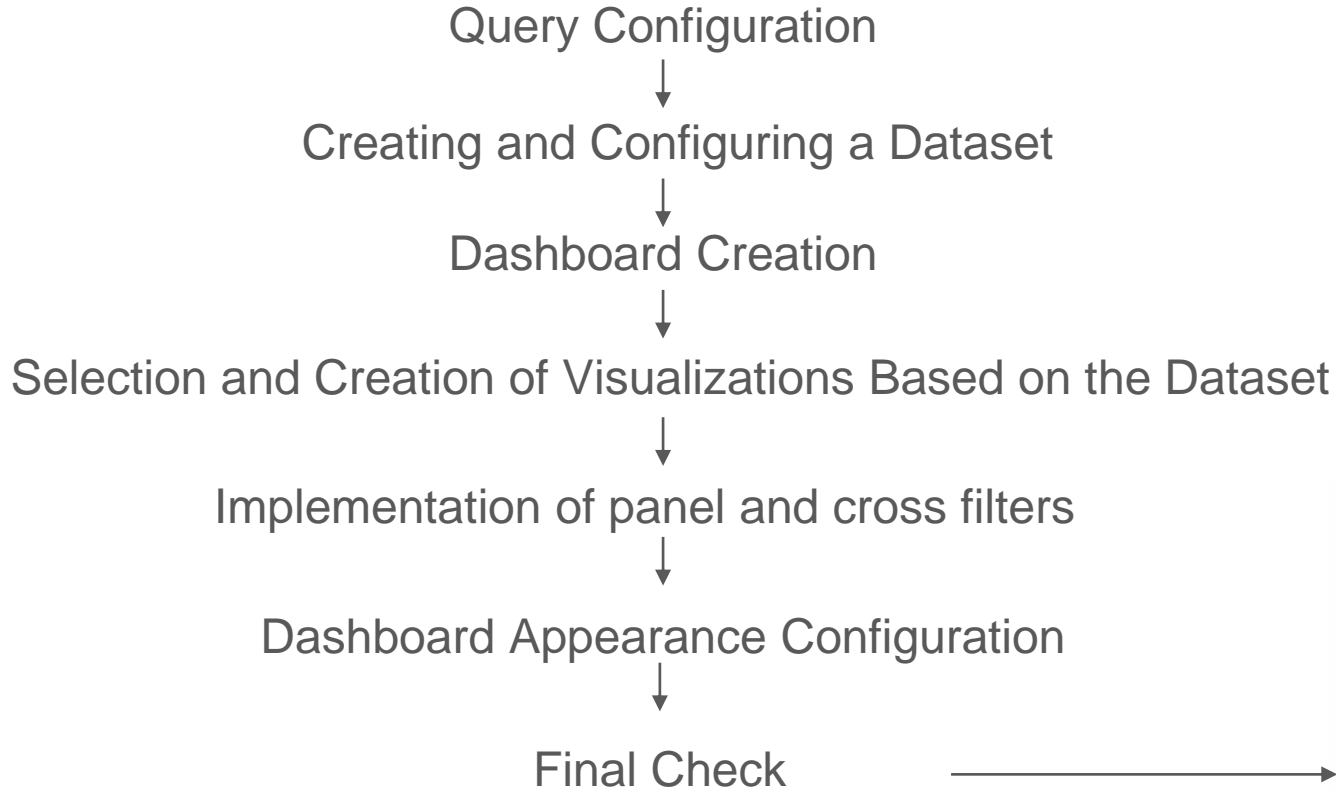 Query Configuration
Creating and Configuring a Dataset
Dashboard Creation
Selection and Creation of Visualizations Based on the Dataset
Implementation of panel and cross filters
Dashboard Appearance Configuration
Final Check